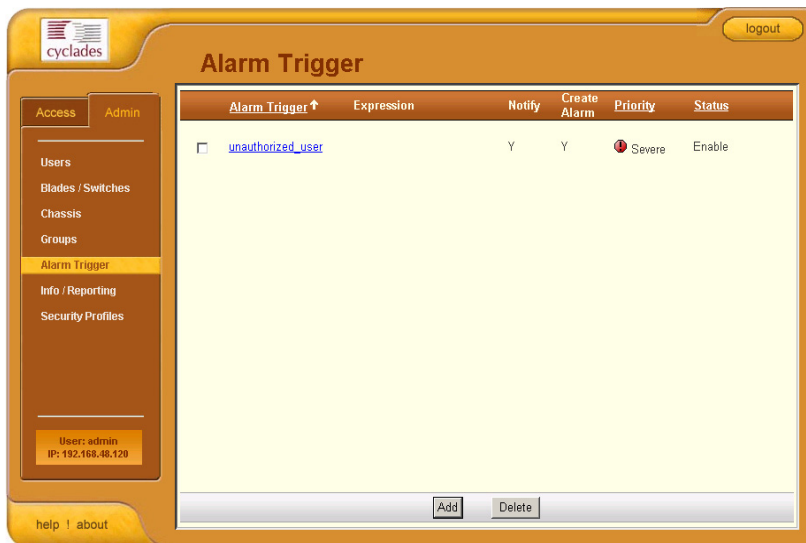 cyclades
logout
Alarm Trigger
Access Admin
Users
Blades / Switches
Chassis
Groups
Alarm Trigger
Info / Reporting
Security Profiles
User: admin
IP: 192.168.48.120
help ! about
Alarm Trigger↑ Expression Notify Create Alarm Priority Status
unauthorized_user Y Y Severe Enable
Add Delete